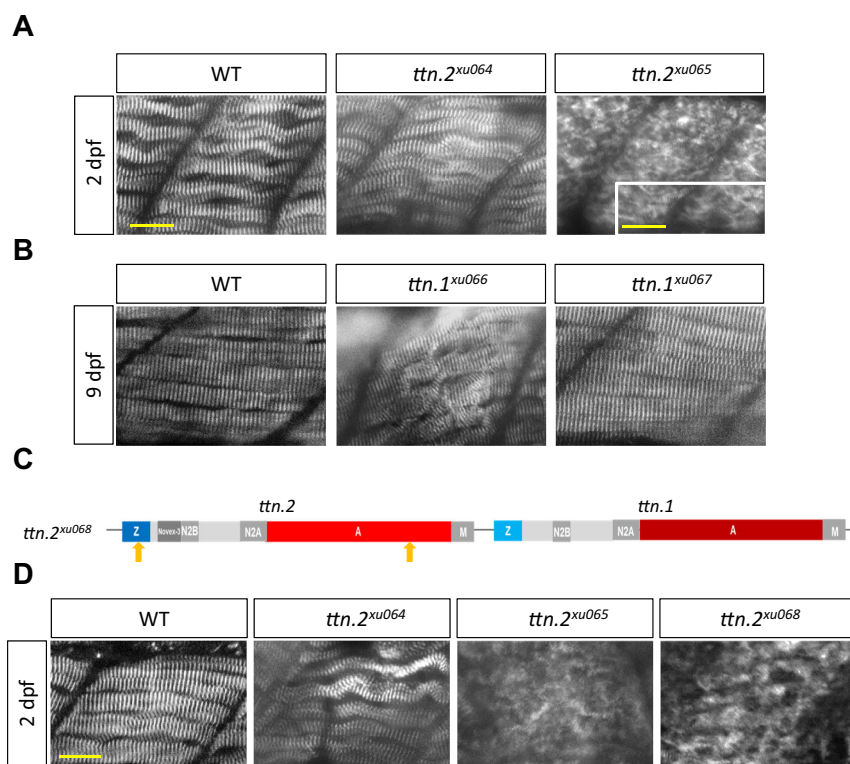 A
WT ttn.2xu064 ttn.2xu065
2 dpf
B
WT ttn.1xu066 ttn.1xu067
9 dpf
C
ttn.2 ttn.1
ttn.2xu068 Z Novex-3 N2B N2A A M Z N2B N2A A M
D
WT ttn.2xu064 ttn.2xu065 ttn.2xu068
2 dpf